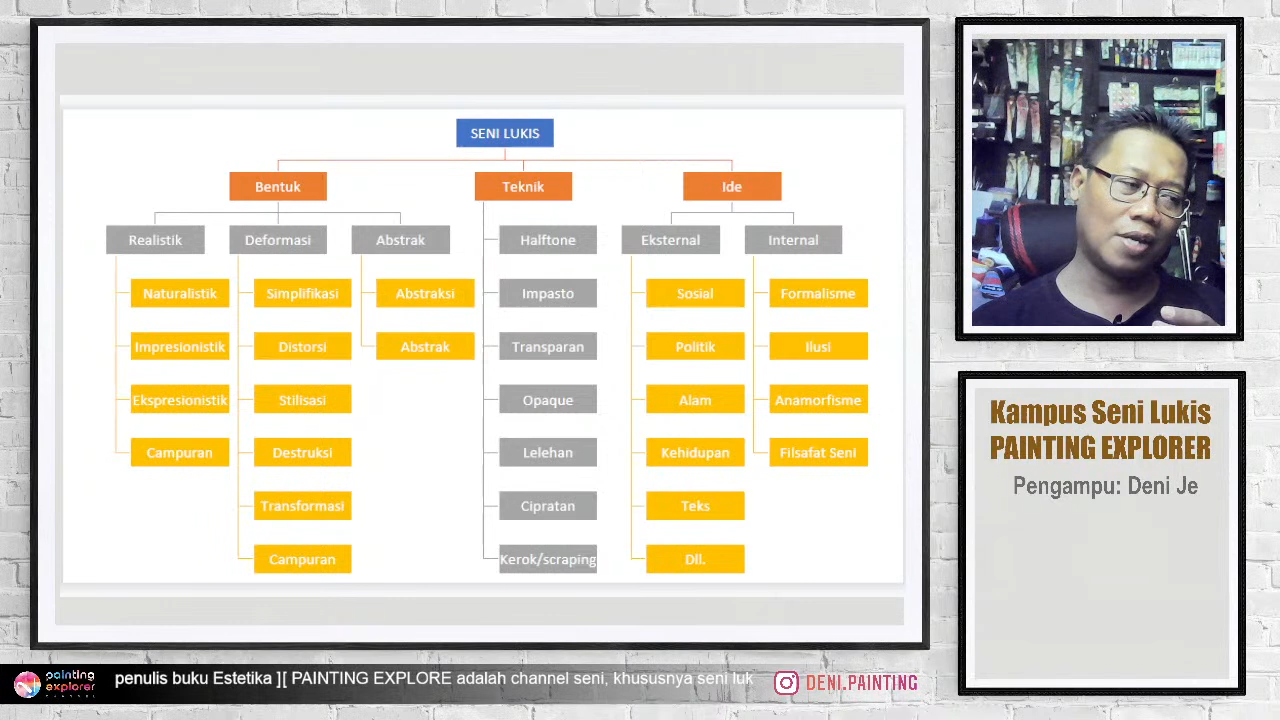 SENI LUKIS
Bentuk Teknik Ide
Realistik Deformasi Abstrak Halftone Eksternal Internal
Naturalistik Simplifikasi Abstraksi Impasto Sosial Formalisme
Impresionistik Distorsi Abstrak Transparan Politik Ilusi
Ekspresionistik Stilisasi Opaque Alam Anamorfisme
Campuran Destruksi Lelehan Kehidupan Filsafat Seni
Transformasi Cipratan Teks
Campuran Kerok/scraping Dll.
Kampus Seni Lukis
PAINTING EXPLORER
Pengampu: Deni Je
painting
explorer
CHANNEL
penulis buku Estetika ][ PAINTING EXPLORE adalah channel seni, khususnya seni luk
DENI.PAINTING